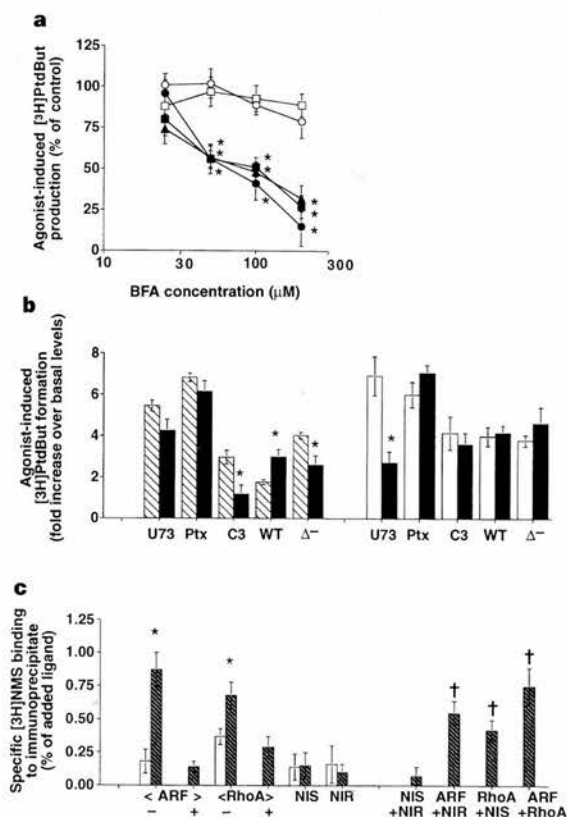 a
Agonist-induced [³H]PtdBut
production (% of control)
125
100
75
50
25
0
10 30 100 300
BFA concentration (µM)
* * * * * * * * *
b
Agonist-induced
[3H]PtdBut formation
(fold increase over basal levels)
8
6
4
2
0
* * * *
U73 Ptx C3 WT Δ– U73 Ptx C3 WT Δ–
c
Specific [3H]NMS binding
to immunoprecipitate
(% of added ligand)
1.25
1.00
0.75
0.50
0.25
0.00
* * † † †
< ARF > <RhoA> NIS NIR NIS ARF RhoA ARF
– + – + +NIR +NIR +NIS +RhoA